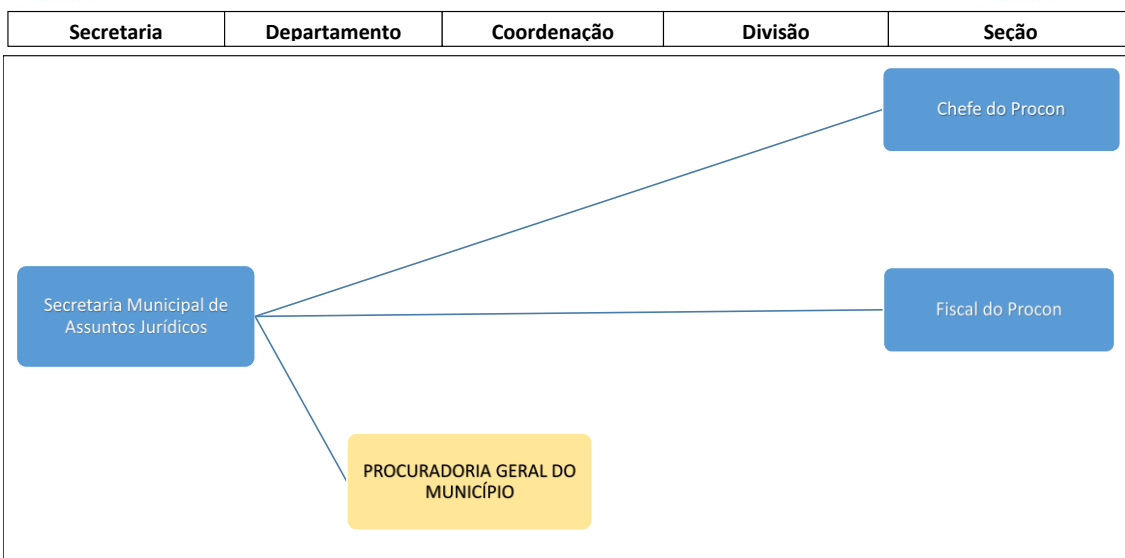 Secretaria
Departamento
Coordenação
Divisão
Seção
Chefe do Procon
Secretaria Municipal de
Assuntos Jurídicos
Fiscal do Procon
PROCURADORIA GERAL DO
MUNICÍPIO